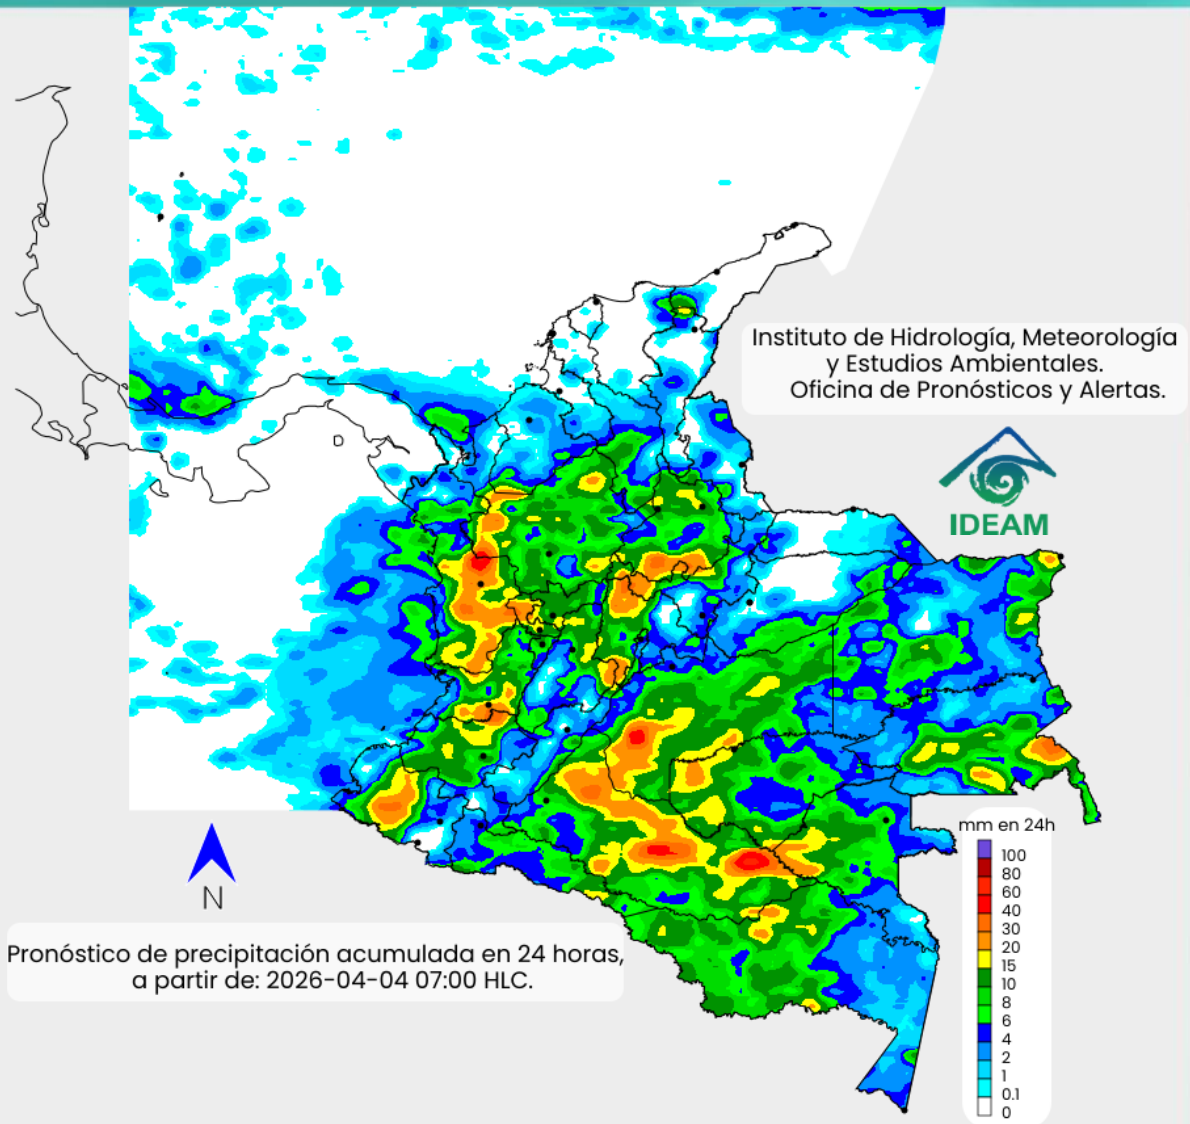 Instituto de Hidrología, Meteorología
y Estudios Ambientales.
Oficina de Pronósticos y Alertas.
IDEAM
mm en 24h
100
80
60
40
30
20
15
10
8
6
4
2
1
0.1
0
N
Pronóstico de precipitación acumulada en 24 horas,
a partir de: 2026-04-04 07:00 HLC.